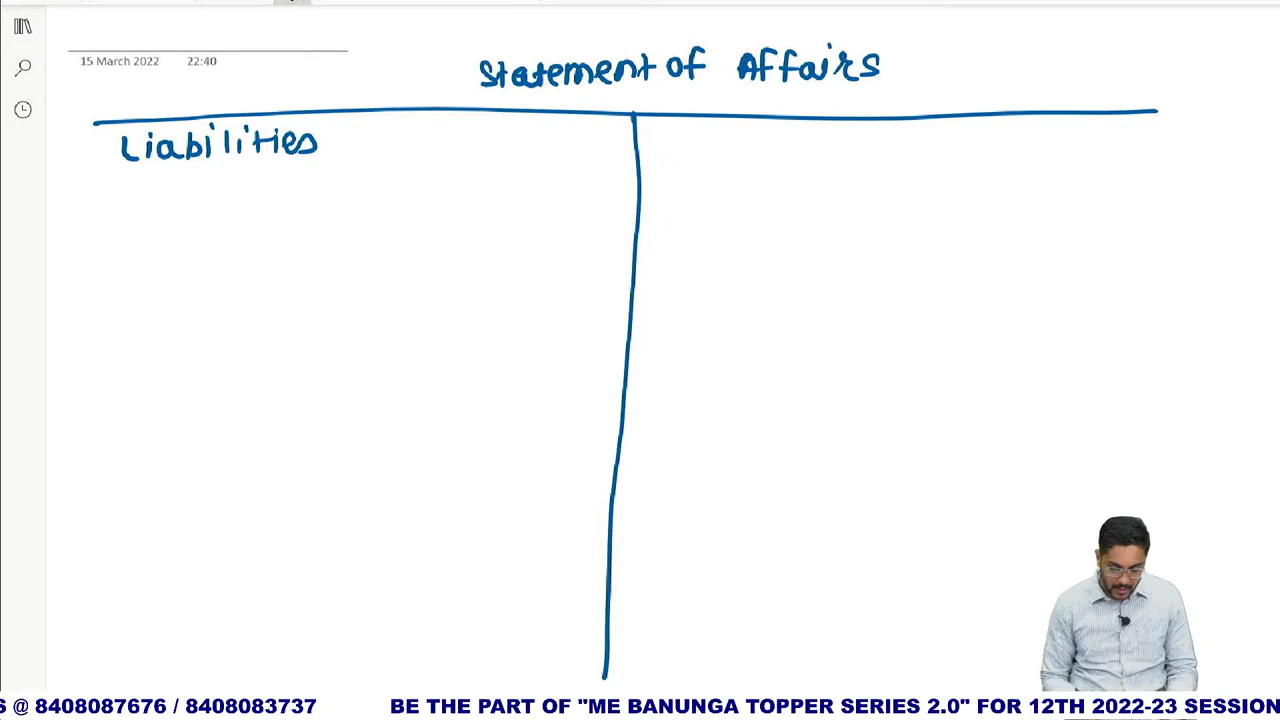 15 March 2022 22:40
Statement of Affairs
Liabilities
S @ 8408087676 / 8408083737 BE THE PART OF "ME BANUNGA TOPPER SERIES 2.0" FOR 12TH 2022-23 SESSION